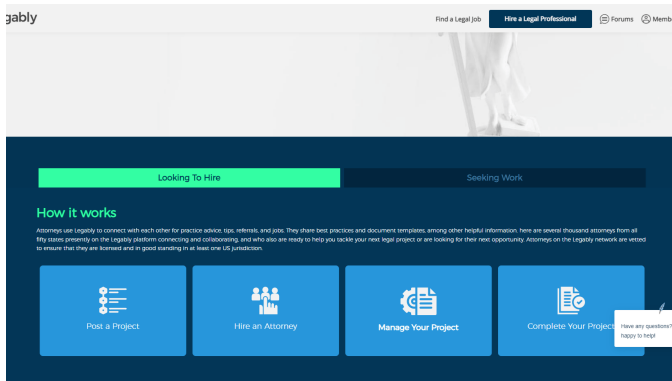 gably
Find a Legal Job
Hire a Legal Professional
Forums
Memb
Looking To Hire
Seeking Work
How it works
Attorneys use Legably to connect with each other for practice advice, tips, referrals, and jobs. They share best practices and document templates, among other helpful information, here are several thousand attorneys from all
fifty states presently on the Legably platform connecting and collaborating, and who also are ready to help you tackle your next legal project or are looking for their next opportunity. Attorneys on the Legably network are vetted
to ensure that they are licensed and in good standing in at least one US jurisdiction.
Post a Project
Hire an Attorney
Manage Your Project
Complete Your Project
Have any questions?
happy to help!